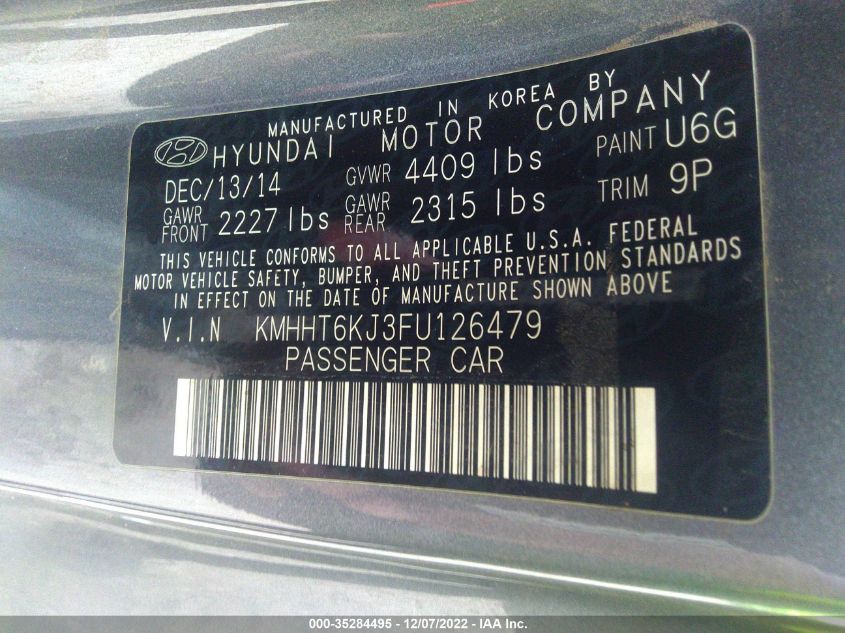 MANUFACTURED IN KOREA BY
HYUNDAI MOTOR COMPANY
DEC/13/14 GVWR 4409 lbs PAINT U6G
GAWR FRONT 2227 lbs GAWR REAR 2315 lbs TRIM 9P
THIS VEHICLE CONFORMS TO ALL APPLICABLE U.S.A. FEDERAL
MOTOR VEHICLE SAFETY, BUMPER, AND THEFT PREVENTION STANDARDS
IN EFFECT ON THE DATE OF MANUFACTURE SHOWN ABOVE
V.I.N KMHHT6KJ3FU126479
PASSENGER CAR
000-35284495 - 12/07/2022 - IAA Inc.